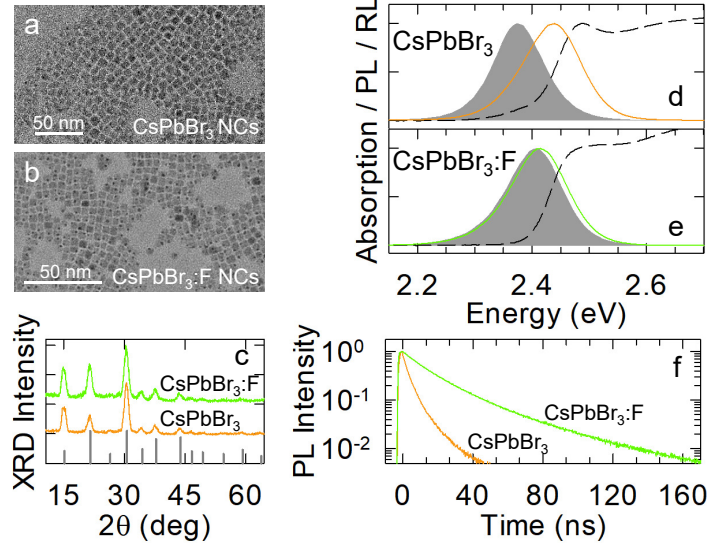 a
50 nm
CsPbBr₃ NCs
b
50 nm
CsPbBr₃:F NCs
XRD Intensity
c
CsPbBr₃:F
CsPbBr₃
15 30 45 60
2θ (deg)
Absorption / PL / RL
CsPbBr₃
d
CsPbBr₃:F
e
2.2 2.4 2.6
Energy (eV)
PL Intensity
10⁰
10⁻¹
10⁻²
f
CsPbBr₃:F
CsPbBr₃
0 40 80 120 160
Time (ns)